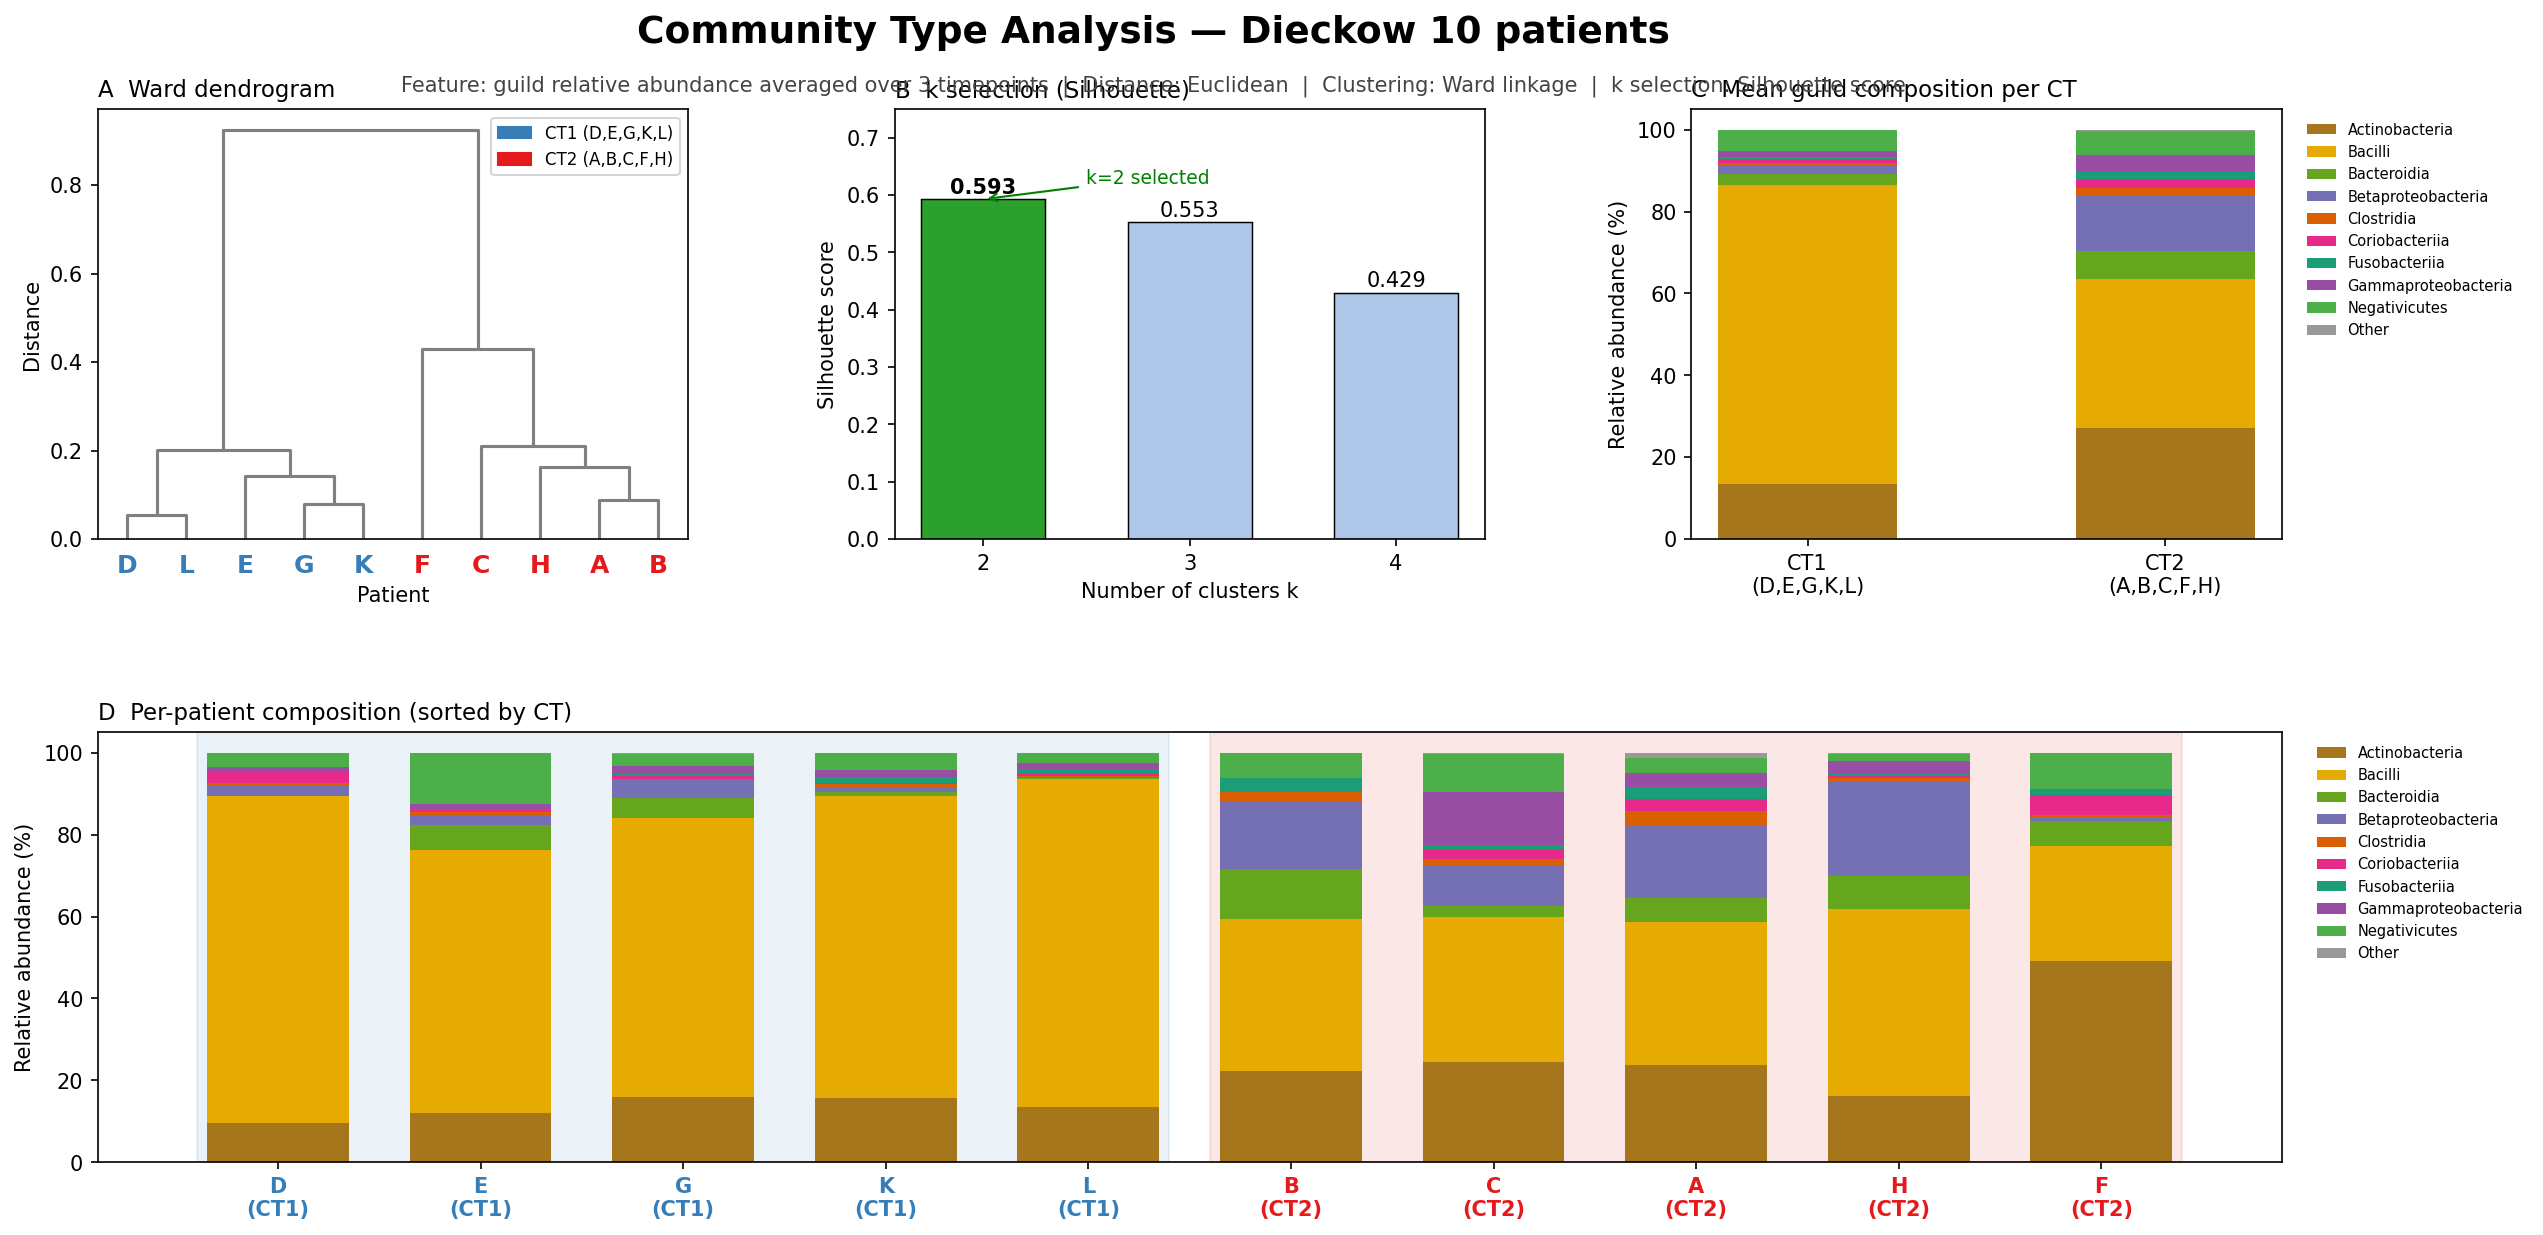 Community Type Analysis — Dieckow 10 patients
Feature: guild relative abundance averaged over 3 timepoints | Distance: Euclidean | Clustering: Ward linkage | k selection: Silhouette score
A Ward dendrogram
CT1 (D,E,G,K,L)
CT2 (A,B,C,F,H)
Distance
0.8
0.6
0.4
0.2
0.0
D L E G K F C H A B
Patient
B k selection (Silhouette)
Silhouette score
0.7
0.6
0.5
0.4
0.3
0.2
0.1
0.0
0.593
k=2 selected
0.553
0.429
2 3 4
Number of clusters k
C Mean guild composition per CT
Relative abundance (%)
100
80
60
40
20
0
CT1
(D,E,G,K,L)
CT2
(A,B,C,F,H)
Actinobacteria
Bacilli
Bacteroidia
Betaproteobacteria
Clostridia
Coriobacteriia
Fusobacteriia
Gammaproteobacteria
Negativicutes
Other
D Per-patient composition (sorted by CT)
Relative abundance (%)
100
80
60
40
20
0
D
(CT1)
E
(CT1)
G
(CT1)
K
(CT1)
L
(CT1)
B
(CT2)
C
(CT2)
A
(CT2)
H
(CT2)
F
(CT2)
Actinobacteria
Bacilli
Bacteroidia
Betaproteobacteria
Clostridia
Coriobacteriia
Fusobacteriia
Gammaproteobacteria
Negativicutes
Other